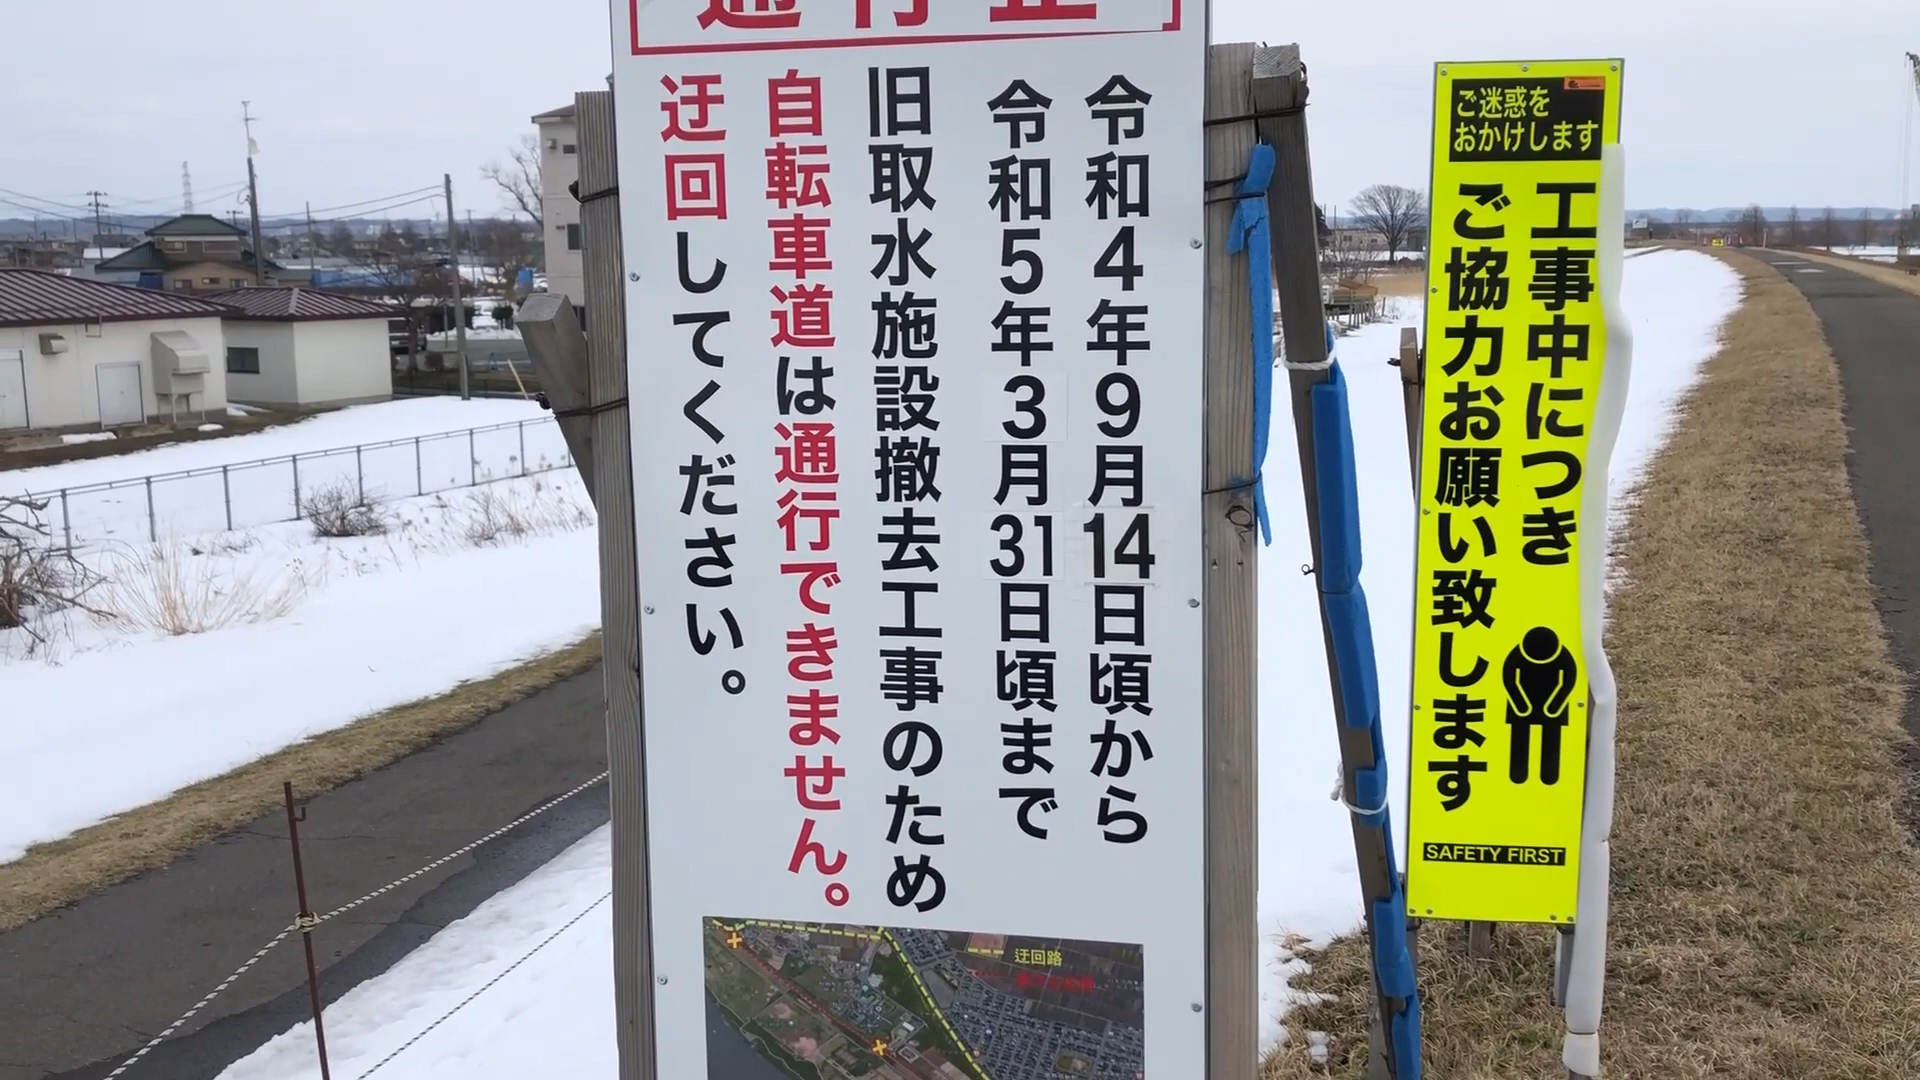 通行止
令和4年9月14日頃から
令和5年3月31日頃まで
旧取水施設撤去工事のため
自転車道は通行できません。
迂回してください。
迂回路
ご迷惑を
おかけします
工事中につき
ご協力お願い致します
SAFETY FIRST